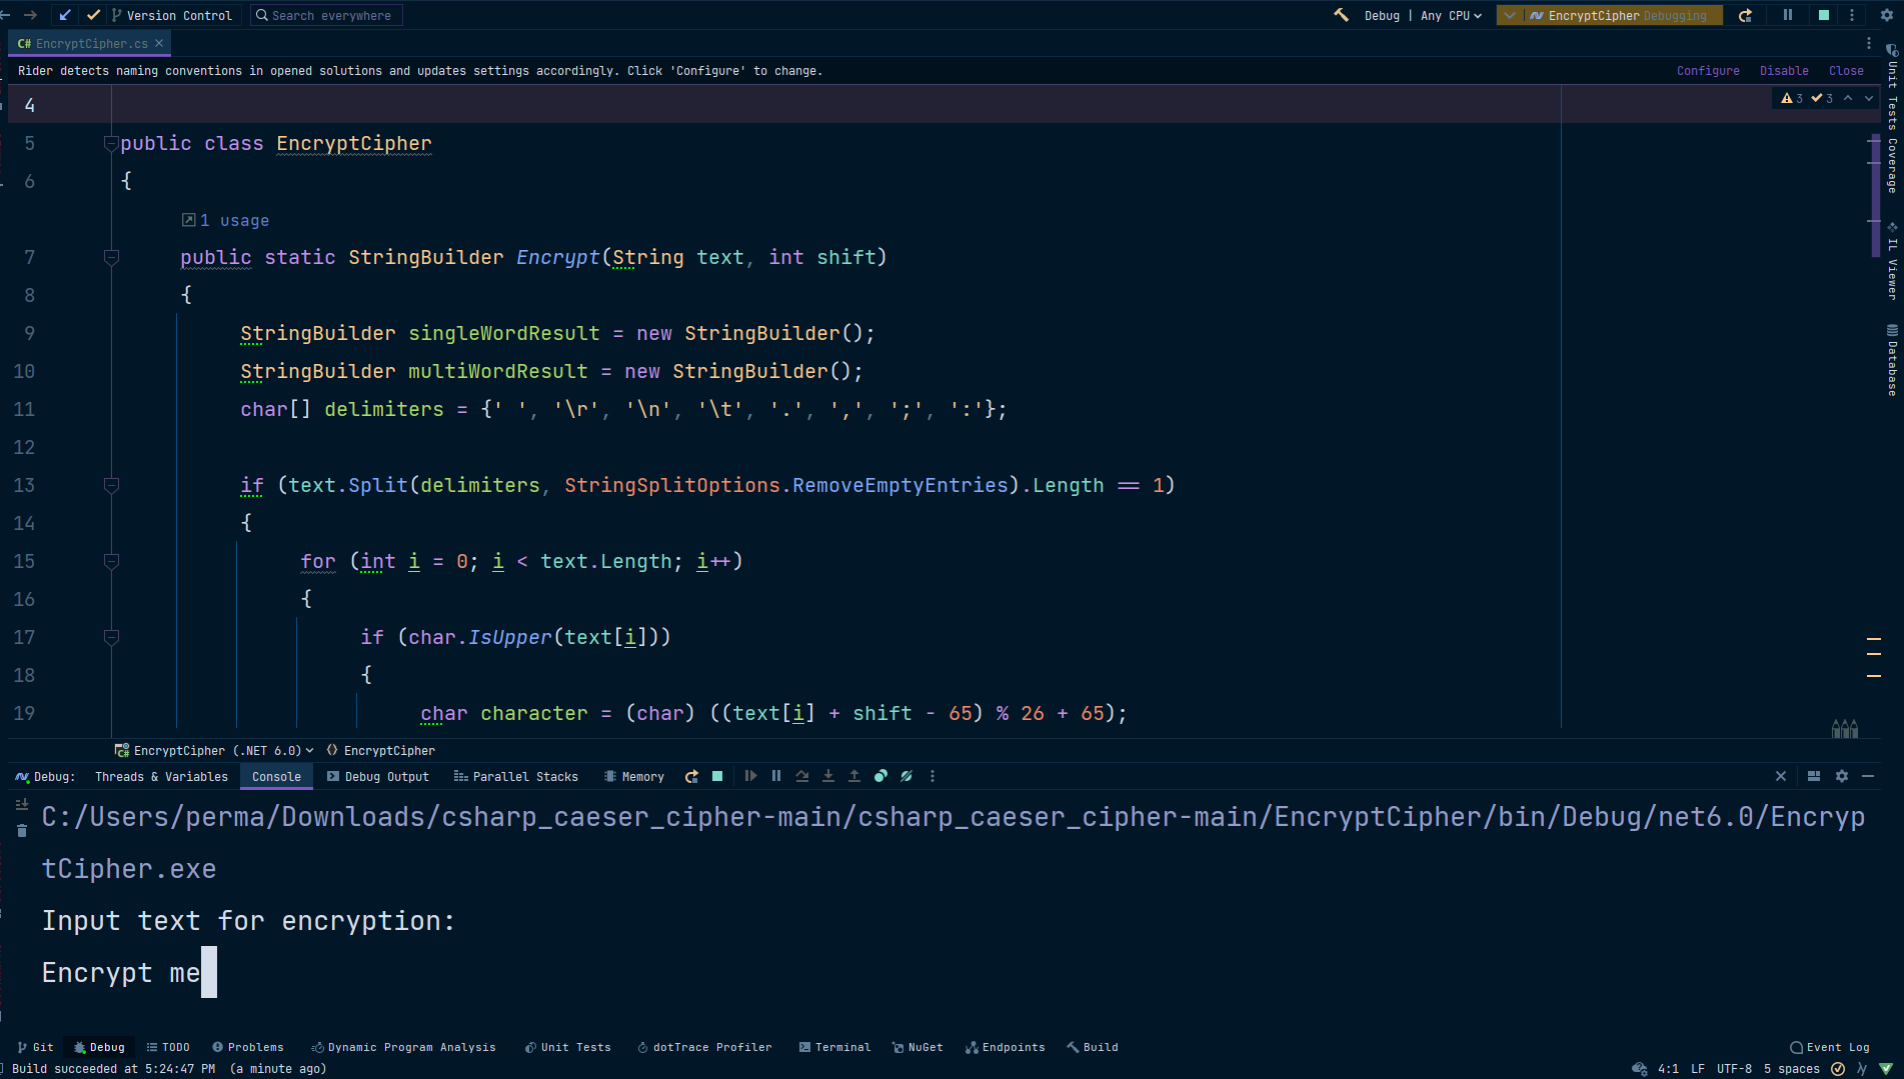 Version Control Search everywhere Debug | Any CPU EncryptCipher Debugging
C# EncryptCipher.cs
Rider detects naming conventions in opened solutions and updates settings accordingly. Click 'Configure' to change. Configure Disable Close
4 3 3
5 public class EncryptCipher
6 {
1 usage
7 public static StringBuilder Encrypt(String text, int shift)
8 {
9 StringBuilder singleWordResult = new StringBuilder();
10 StringBuilder multiWordResult = new StringBuilder();
11 char[] delimiters = {' ', '\r', '\n', '\t', '.', ',', ';', ':'};
12
13 if (text.Split(delimiters, StringSplitOptions.RemoveEmptyEntries).Length == 1)
14 {
15 for (int i = 0; i < text.Length; i++)
16 {
17 if (char.IsUpper(text[i]))
18 {
19 char character = (char) ((text[i] + shift - 65) % 26 + 65);
Unit Tests Coverage
IL Viewer
Database
C# EncryptCipher (.NET 6.0) EncryptCipher
Debug: Threads & Variables Console Debug Output Parallel Stacks Memory
C:/Users/perma/Downloads/csharp_caeser_cipher-main/csharp_caeser_cipher-main/EncryptCipher/bin/Debug/net6.0/Encryp
tCipher.exe
Input text for encryption:
Encrypt me
Git Debug TODO Problems Dynamic Program Analysis Unit Tests dotTrace Profiler Terminal NuGet Endpoints Build Event Log
Build succeeded at 5:24:47 PM (a minute ago) 4:1 LF UTF-8 5 spaces